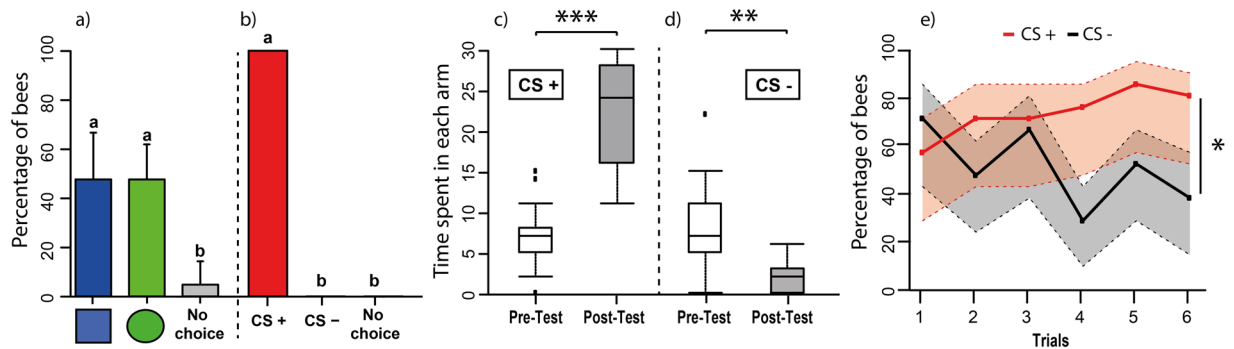 a)
b)
Percentage of bees
0
20
40
60
80
100
a
a
b
a
b
b
No
choice
CS +
CS –
No
choice
c)
d)
***
**
Time spent in each arm
0
5
10
15
20
25
30
CS +
CS -
Pre-Test
Post-Test
Pre-Test
Post-Test
e)
CS +
CS -
Percentage of bees
0
20
40
60
80
100
*
1
2
3
4
5
6
Trials